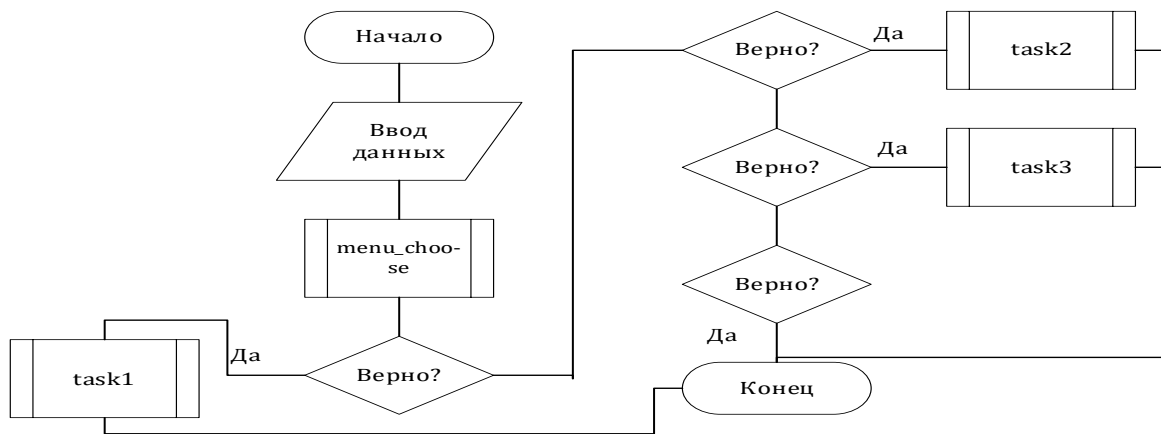 Начало
Ввод
данных
menu_choo-
se
Верно?
Да
task1
Верно?
Да
task2
Верно?
Да
task3
Верно?
Да
Конец